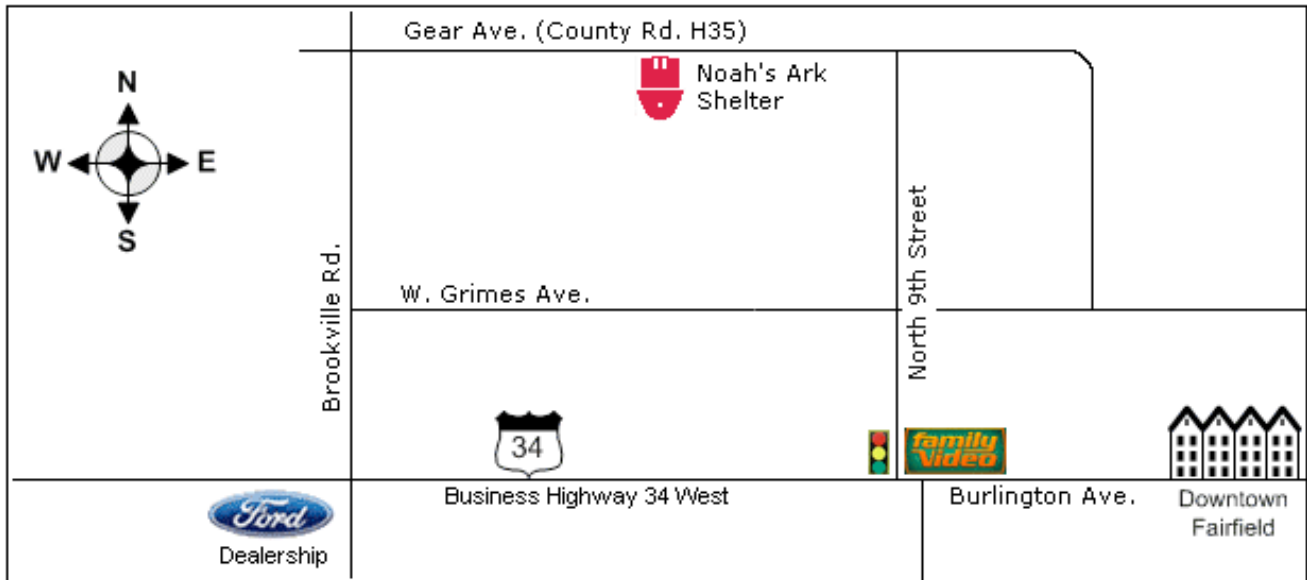 Gear Ave. (County Rd. H35)
Noah's Ark
Shelter
N
W
E
S
Brookville Rd.
W. Grimes Ave.
North 9th Street
34
family
Video
Business Highway 34 West
Burlington Ave.
Downtown
Fairfield
Ford
Dealership